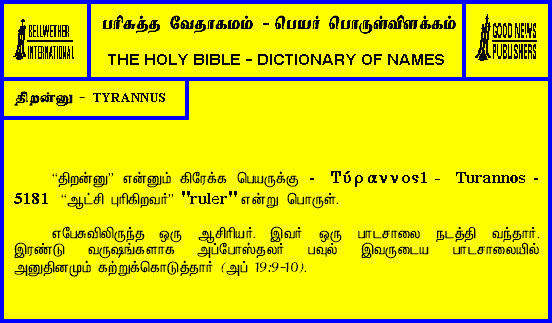 BELLWETHER
INTERNATIONAL
பரிசுத்த வேதாகமம் - பெயர் பொருள்விளக்கம்
THE HOLY BIBLE - DICTIONARY OF NAMES
GOOD NEWS
PUBLISHERS
திறன்னு - TYRANNUS
“திறன்னு” என்னும் கிரேக்க பெயருக்கு - Τύραννος1 - Turannos -
5181 “ஆட்சி புரிகிறவர்” "ruler" என்று பொருள்.
எபேசுவிலிருந்த ஒரு ஆசிரியர். இவர் ஒரு பாடசாலை நடத்தி வந்தார்.
இரண்டு வருஷங்களாக அப்போஸ்தலர் பவுல் இவருடைய பாடசாலையில்
அனுதினமும் கற்றுக்கொடுத்தார் (அப் 19:9-10).